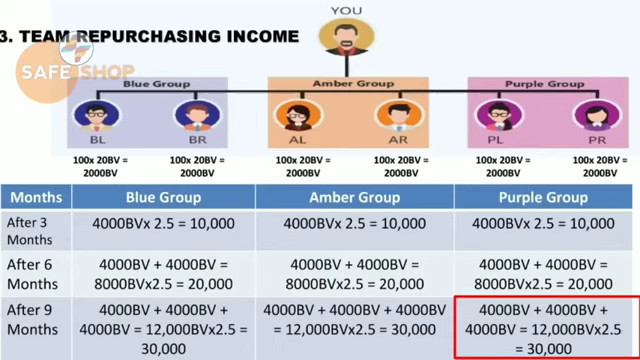 YOU
3. TEAM REPURCHASING INCOME
SAFE SHOP
Blue Group
Amber Group
Purple Group
BL
BR
AL
AR
PL
PR
100x 20BV =
2000BV
100x 20BV =
2000BV
100x 20BV =
2000BV
100x 20BV =
2000BV
100x 20BV =
2000BV
100x 20BV =
2000BV
Months
Blue Group
Amber Group
Purple Group
After 3
Months
4000BVx 2.5 = 10,000
4000BVx 2.5 = 10,000
4000BVx 2.5 = 10,000
After 6
Months
4000BV + 4000BV =
8000BVx2.5 = 20,000
4000BV + 4000BV =
8000BVx2.5 = 20,000
4000BV + 4000BV =
8000BVx2.5 = 20,000
After 9
Months
4000BV + 4000BV +
4000BV = 12,000BVx2.5 =
30,000
4000BV + 4000BV + 4000BV
= 12,000BVx2.5 = 30,000
4000BV + 4000BV +
4000BV = 12,000BVx2.5
= 30,000